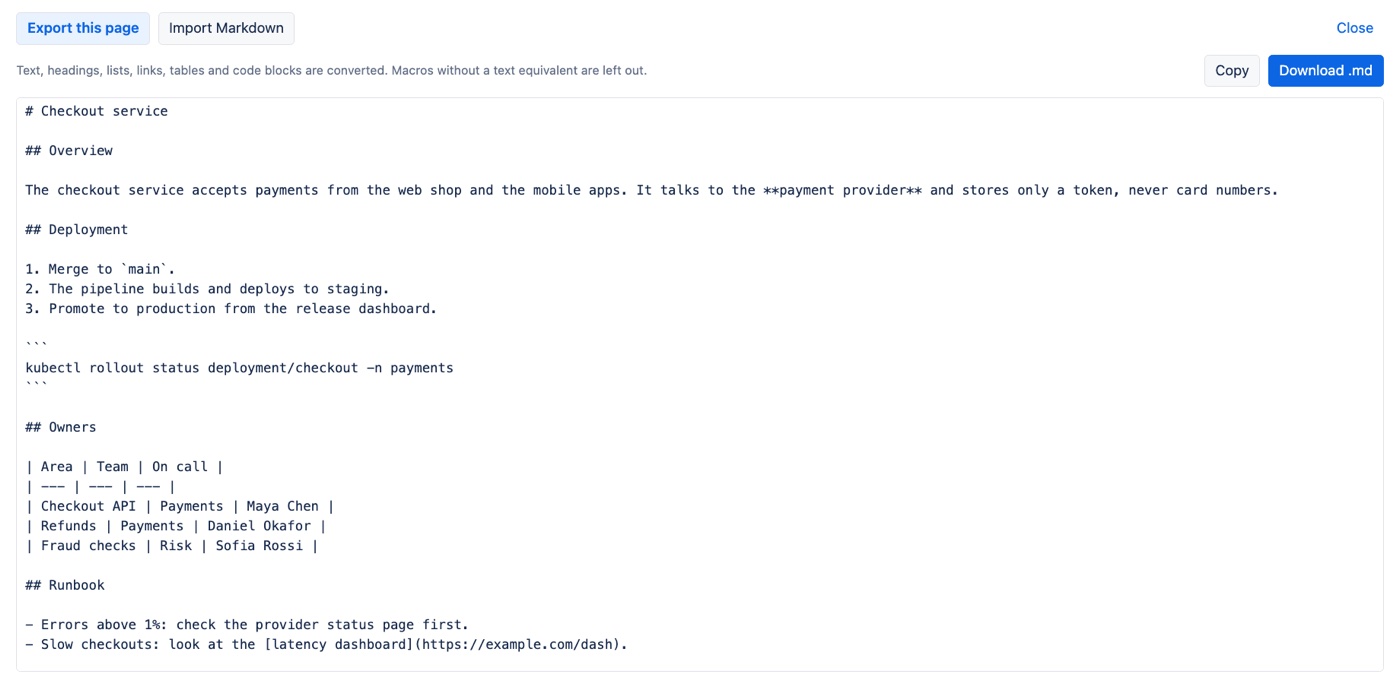 Export this page
Import Markdown
Close
Text, headings, lists, links, tables and code blocks are converted. Macros without a text equivalent are left out.
Copy
Download .md
# Checkout service
## Overview
The checkout service accepts payments from the web shop and the mobile apps. It talks to the **payment provider** and stores only a token, never card numbers.
## Deployment
1. Merge to `main`.
2. The pipeline builds and deploys to staging.
3. Promote to production from the release dashboard.
```
kubectl rollout status deployment/checkout -n payments
```
## Owners
| Area | Team | On call |
| --- | --- | --- |
| Checkout API | Payments | Maya Chen |
| Refunds | Payments | Daniel Okafor |
| Fraud checks | Risk | Sofia Rossi |
## Runbook
- Errors above 1%: check the provider status page first.
- Slow checkouts: look at the [latency dashboard](https://example.com/dash).